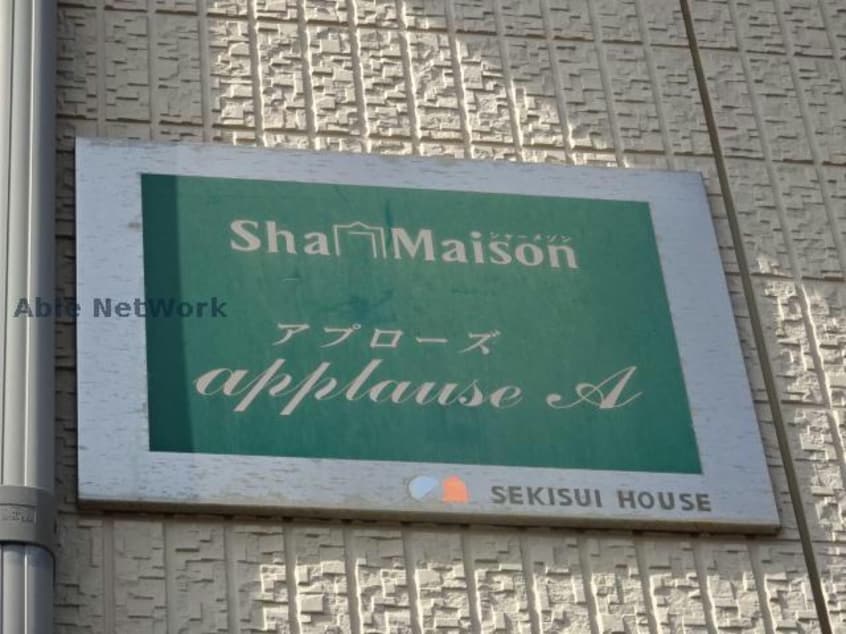 Sha Maison
シャーメゾン
Able NetWork
アプローズ
applause A
SEKISUI HOUSE